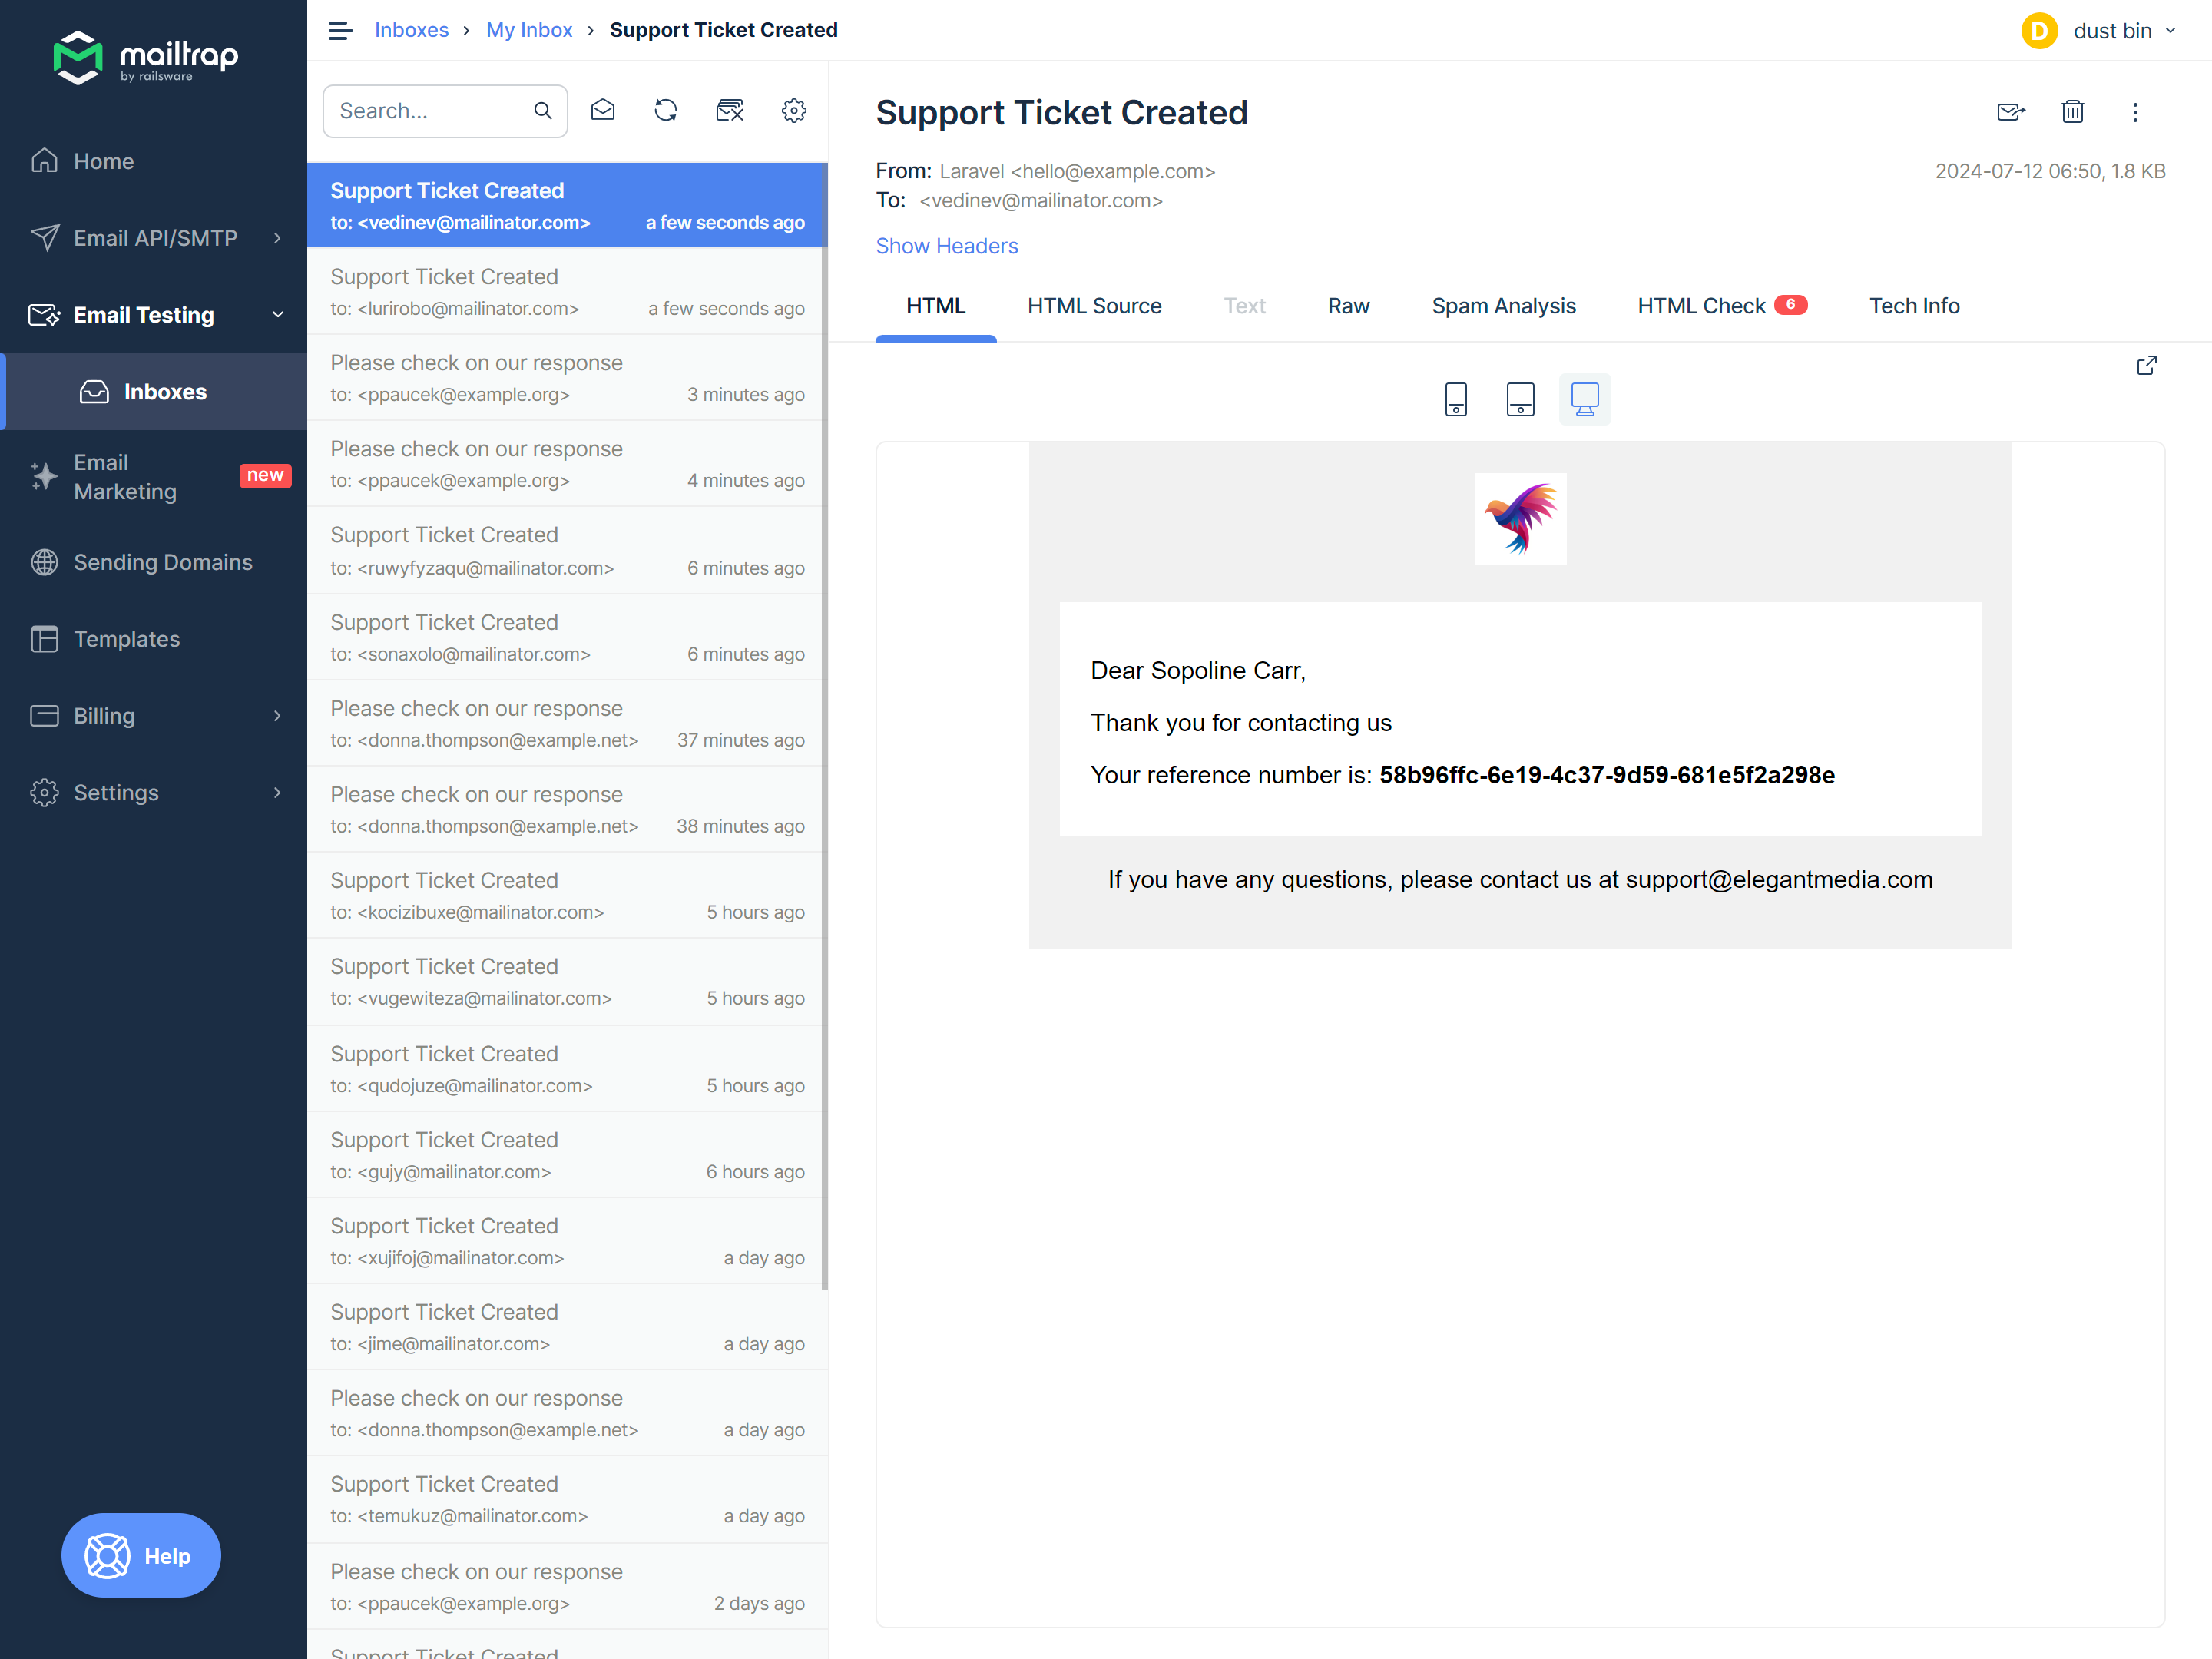 mailtrap
by railsware
Home
Email API/SMTP
Email Testing
Inboxes
Email
Marketing
new
Sending Domains
Templates
Billing
Settings
Help
Inboxes › My Inbox › Support Ticket Created
D dust bin
Search...
Support Ticket Created
to: <vedinev@mailinator.com> a few seconds ago
Support Ticket Created
to: <lurirobo@mailinator.com> a few seconds ago
Please check on our response
to: <ppaucek@example.org> 3 minutes ago
Please check on our response
to: <ppaucek@example.org> 4 minutes ago
Support Ticket Created
to: <ruwyfyzaqu@mailinator.com> 6 minutes ago
Support Ticket Created
to: <sonaxolo@mailinator.com> 6 minutes ago
Please check on our response
to: <donna.thompson@example.net> 37 minutes ago
Please check on our response
to: <donna.thompson@example.net> 38 minutes ago
Support Ticket Created
to: <kocizibuxe@mailinator.com> 5 hours ago
Support Ticket Created
to: <vugewiteza@mailinator.com> 5 hours ago
Support Ticket Created
to: <qudojuze@mailinator.com> 5 hours ago
Support Ticket Created
to: <gujy@mailinator.com> 6 hours ago
Support Ticket Created
to: <xujifoj@mailinator.com> a day ago
Support Ticket Created
to: <jime@mailinator.com> a day ago
Please check on our response
to: <donna.thompson@example.net> a day ago
Support Ticket Created
to: <temukuz@mailinator.com> a day ago
Please check on our response
to: <ppaucek@example.org> 2 days ago
Support Ticket Created
Support Ticket Created
From: Laravel <hello@example.com>
2024-07-12 06:50, 1.8 KB
To: <vedinev@mailinator.com>
Show Headers
HTML HTML Source Text Raw Spam Analysis HTML Check 6 Tech Info
Dear Sopoline Carr,
Thank you for contacting us
Your reference number is: 58b96ffc-6e19-4c37-9d59-681e5f2a298e
If you have any questions, please contact us at support@elegantmedia.com